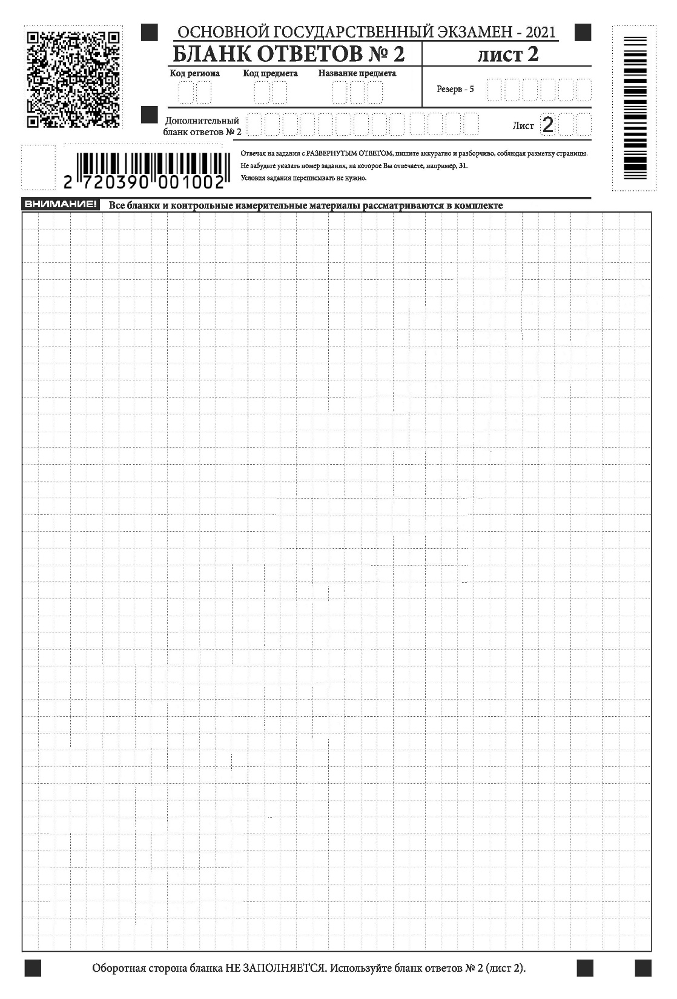 ОСНОВНОЙ ГОСУДАРСТВЕННЫЙ ЭКЗАМЕН - 2021
БЛАНК ОТВЕТОВ № 2
лист 2
Код региона Код предмета Название предмета
Резерв - 5
Дополнительный
бланк ответов № 2
Лист 2
Отвечая на задания с РАЗВЕРНУТЫМ ОТВЕТОМ, пишите аккуратно и разборчиво, соблюдая разметку страницы.
Не забудьте указать номер задания, на которое Вы отвечаете, например, 31.
Условия задания переписывать не нужно.
2 720390 001002
ВНИМАНИЕ! Все бланки и контрольные измерительные материалы рассматриваются в комплекте
Оборотная сторона бланка НЕ ЗАПОЛНЯЕТСЯ. Используйте бланк ответов № 2 (лист 2).